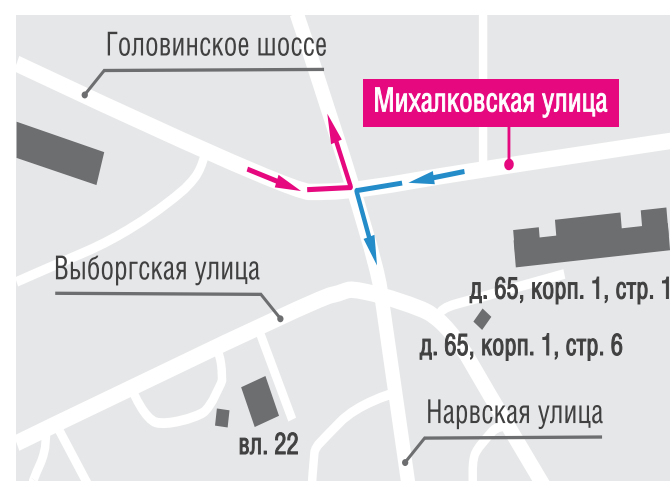 Головинское шоссе
Михалковская улица
Выборгская улица
д. 65, корп. 1, стр. 1
д. 65, корп. 1, стр. 6
Нарвская улица
вл. 22